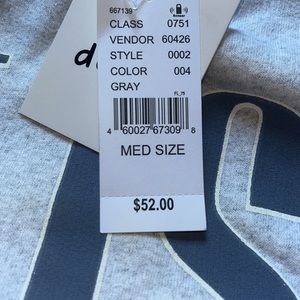 667139
CLASS 0751
VENDOR 60426
STYLE 0002
COLOR 004
GRAY
4 60027 67309 8
MED SIZE
$52.00